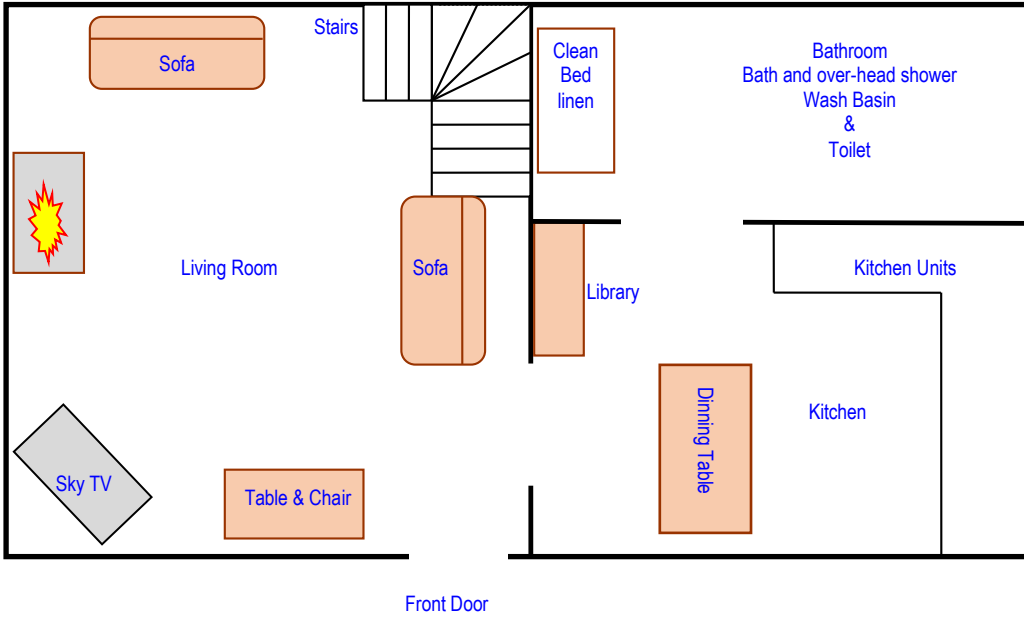 Stairs
Sofa
Clean
Bed
linen
Bathroom
Bath and over-head shower
Wash Basin
&
Toilet
Living Room
Sofa
Library
Kitchen Units
Dinning Table
Kitchen
Sky TV
Table & Chair
Front Door